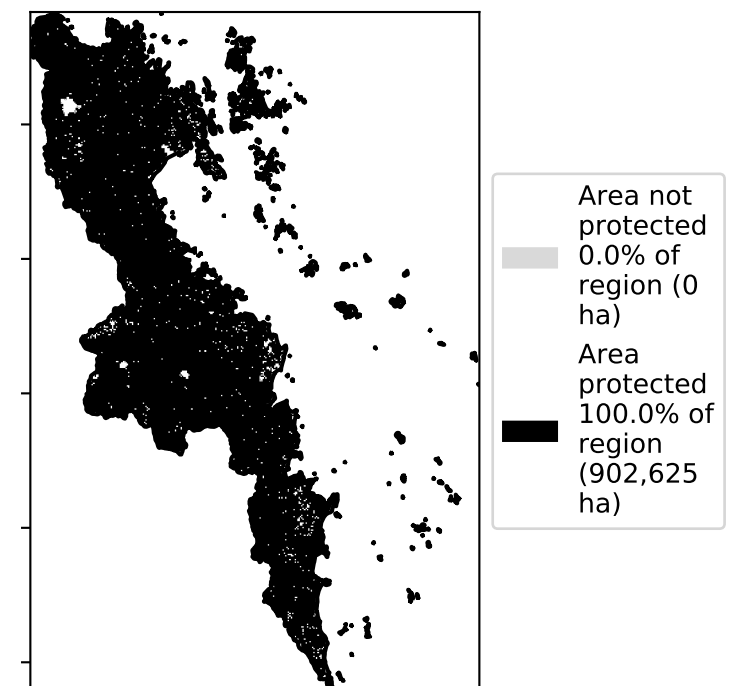 Area not
protected
0.0% of
region (0
ha)
Area
protected
100.0% of
region
(902,625
ha)